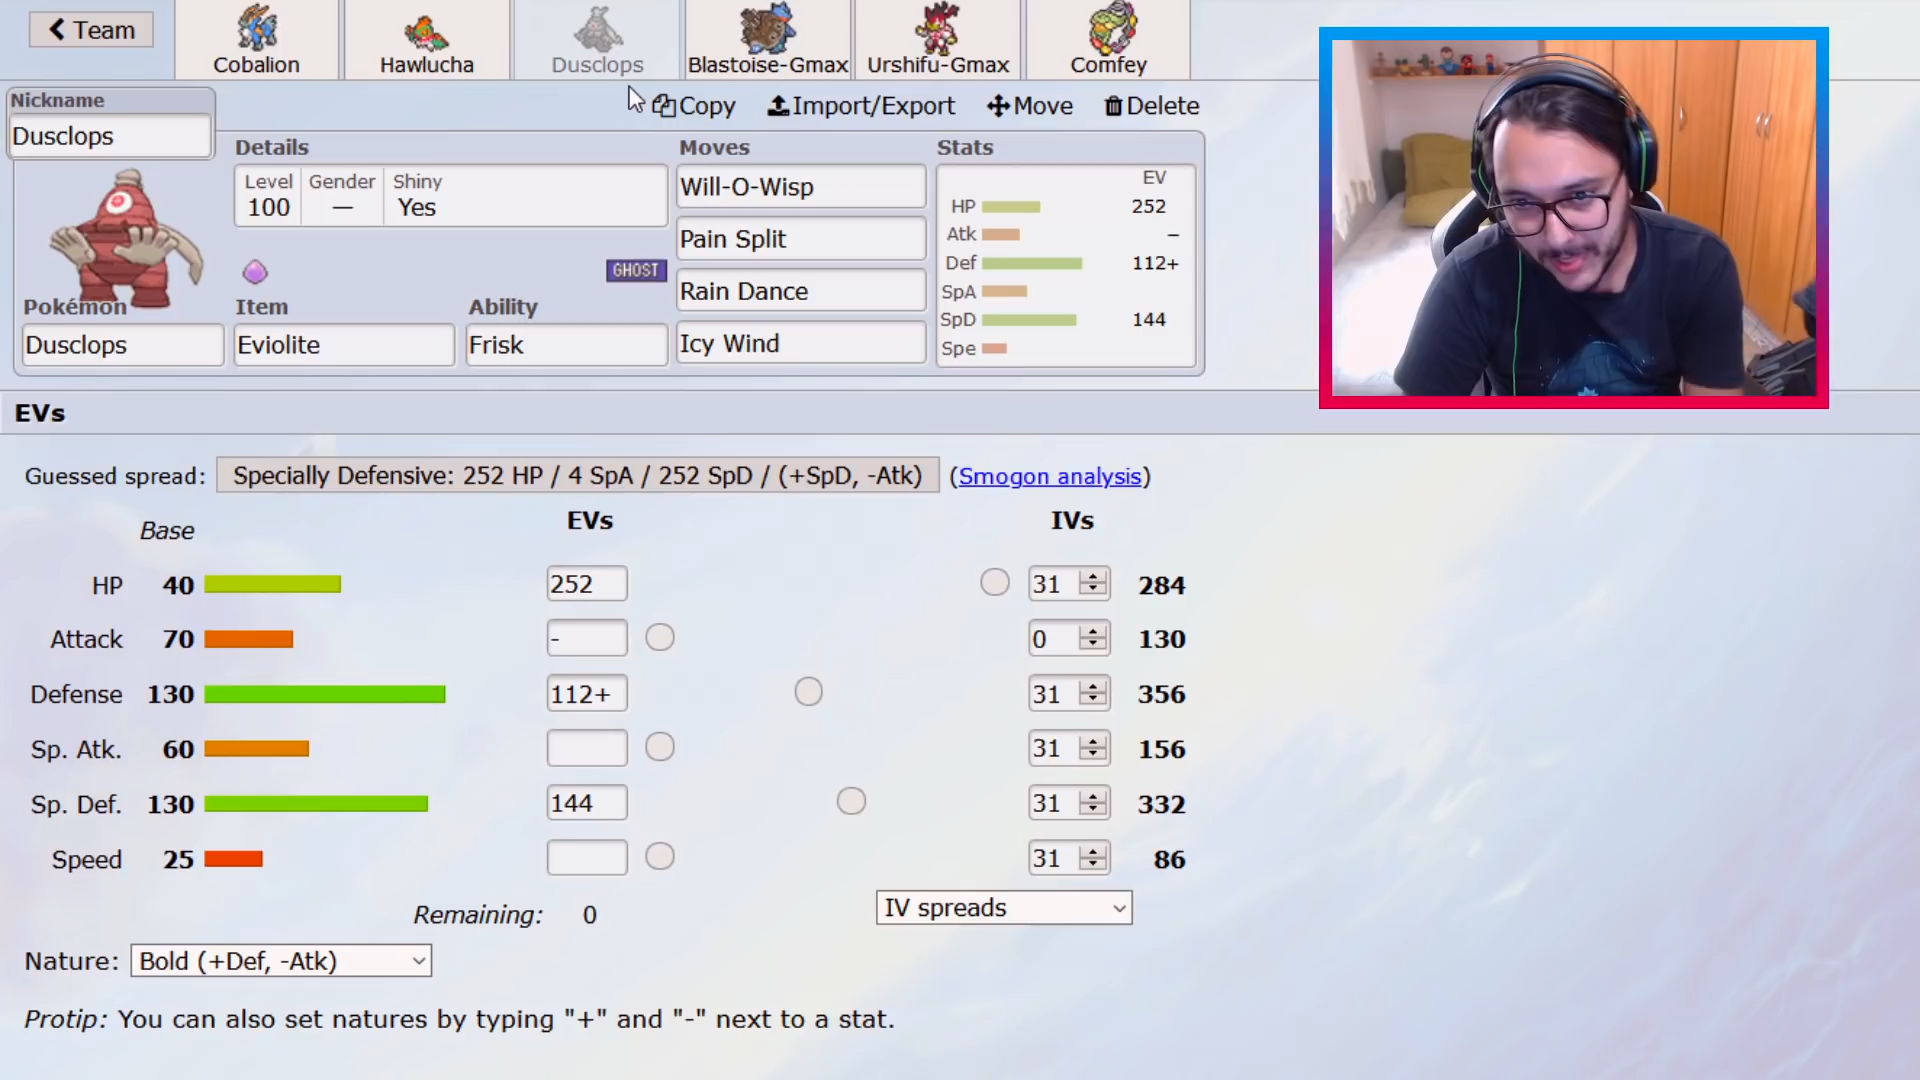 Team
Cobalion
Hawlucha
Dusclops
Blastoise-Gmax
Urshifu-Gmax
Comfey
Nickname
Dusclops
Copy
Import/Export
Move
Delete
Details
Level
100
Gender
—
Shiny
Yes
GHOST
Pokémon
Dusclops
Item
Eviolite
Ability
Frisk
Moves
Will-O-Wisp
Pain Split
Rain Dance
Icy Wind
Stats
EV
HP 252
Atk –
Def 112+
SpA
SpD 144
Spe
EVs
Guessed spread: Specially Defensive: 252 HP / 4 SpA / 252 SpD / (+SpD, -Atk) (Smogon analysis)
Base EVs IVs
HP 40 252 31 284
Attack 70 - 0 130
Defense 130 112+ 31 356
Sp. Atk. 60 31 156
Sp. Def. 130 144 31 332
Speed 25 31 86
Remaining: 0 IV spreads
Nature: Bold (+Def, -Atk)
Protip: You can also set natures by typing "+" and "-" next to a stat.